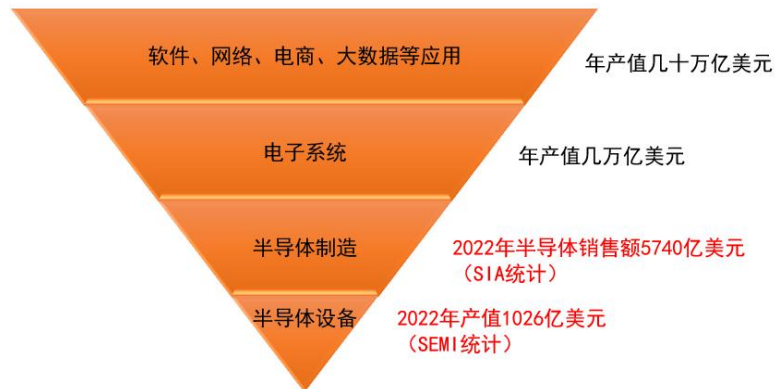 软件、网络、电商、大数据等应用
年产值几十万亿美元
电子系统
年产值几万亿美元
半导体制造
2022年半导体销售额5740亿美元
（SIA统计）
半导体设备
2022年产值1026亿美元
（SEMI统计）